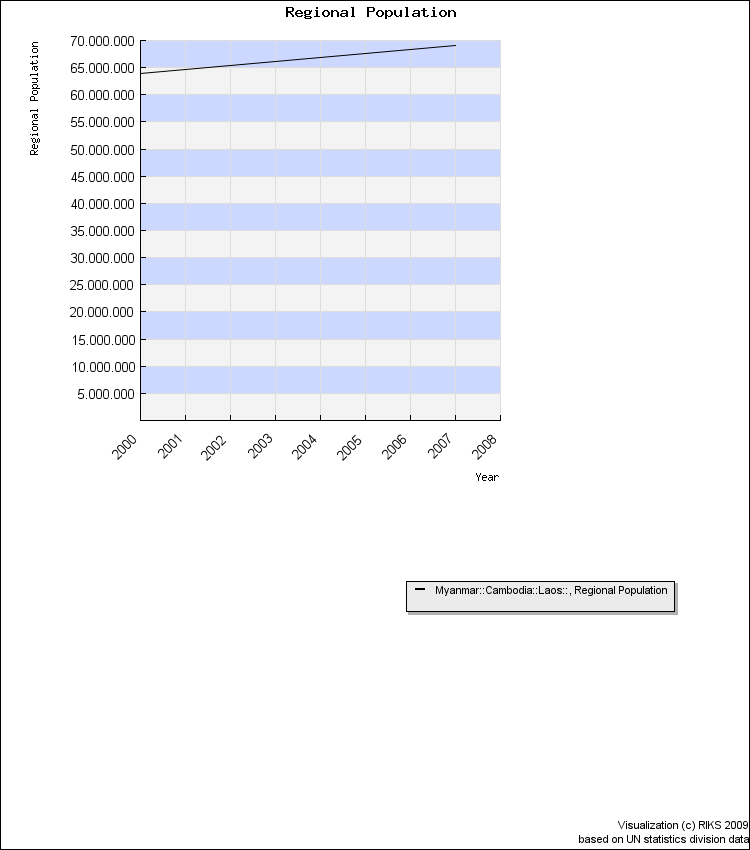 Regional Population
Regional Population
70.000.000
65.000.000
60.000.000
55.000.000
50.000.000
45.000.000
40.000.000
35.000.000
30.000.000
25.000.000
20.000.000
15.000.000
10.000.000
5.000.000
2000 2001 2002 2003 2004 2005 2006 2007 2008
Year
Myanmar::Cambodia::Laos::, Regional Population
Visualization (c) RIKS 2009
based on UN statistics division data